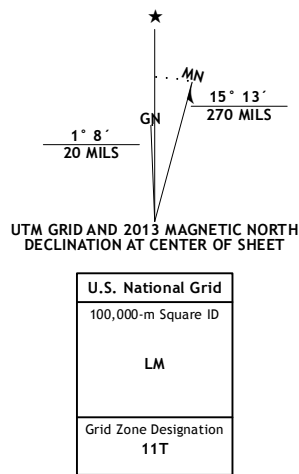 ★
MN
GN
15° 13´
270 MILS
1° 8´
20 MILS
UTM GRID AND 2013 MAGNETIC NORTH
DECLINATION AT CENTER OF SHEET
U.S. National Grid
100,000-m Square ID
LM
Grid Zone Designation
11T